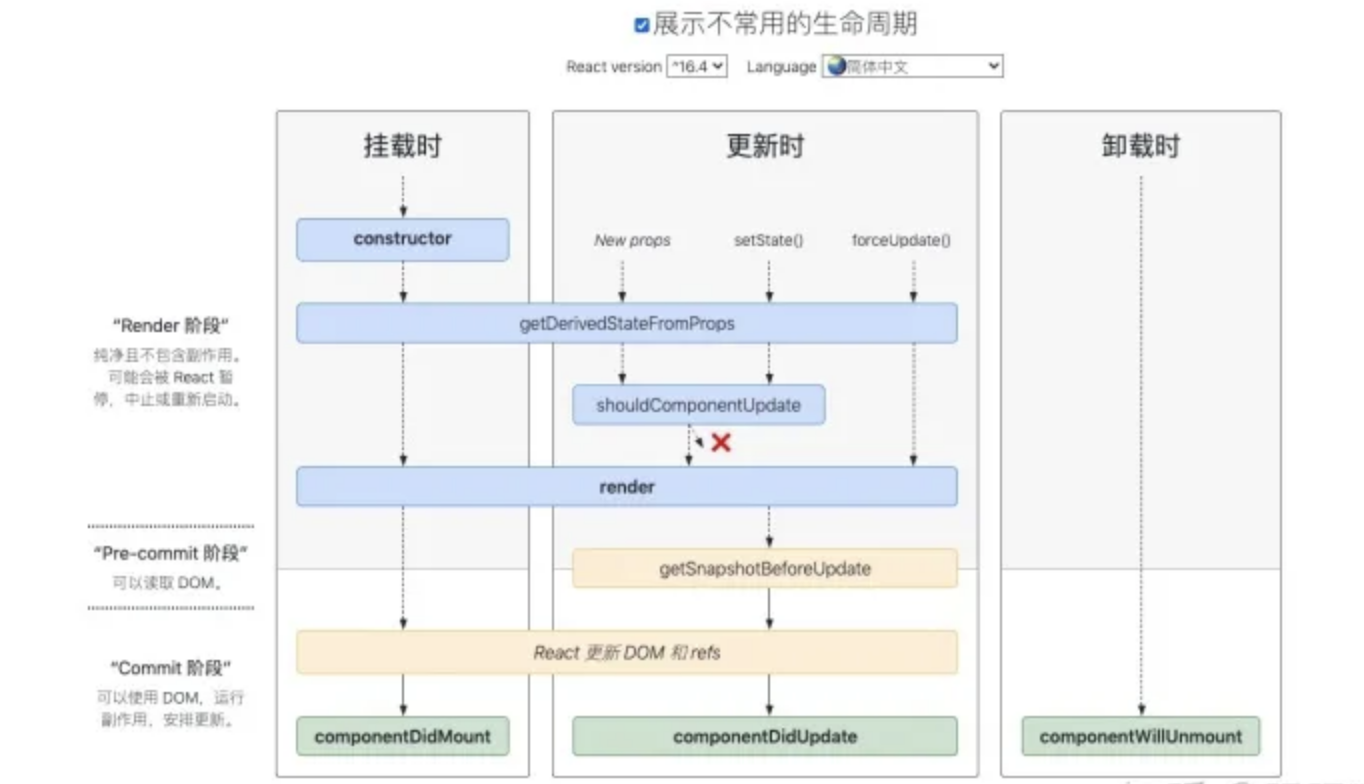 展示不常用的生命周期
React version ^16.4 Language 简体中文
挂载时
更新时
卸载时
constructor
New props
setState()
forceUpdate()
“Render 阶段”
纯净且不包含副作用。
可能会被 React 暂
停，中止或重新启动。
getDerivedStateFromProps
shouldComponentUpdate
render
“Pre-commit 阶段”
可以读取 DOM。
getSnapshotBeforeUpdate
“Commit 阶段”
可以使用 DOM，运行
副作用，安排更新。
React 更新 DOM 和 refs
componentDidMount
componentDidUpdate
componentWillUnmount